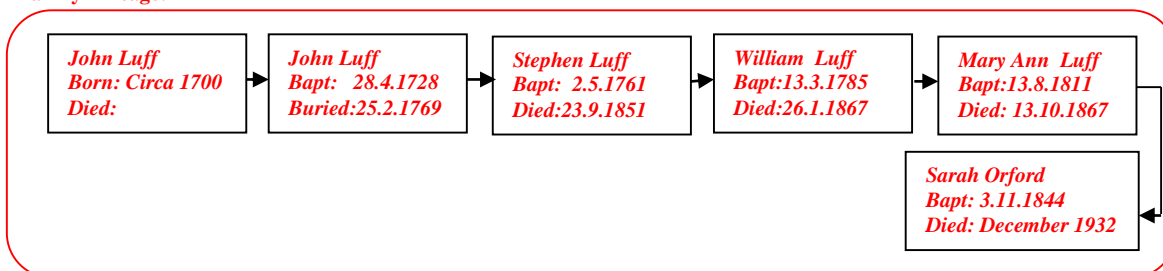 John Luff
Born: Circa 1700
Died:
John Luff
Bapt: 28.4.1728
Buried:25.2.1769
Stephen Luff
Bapt: 2.5.1761
Died:23.9.1851
William Luff
Bapt:13.3.1785
Died:26.1.1867
Mary Ann Luff
Bapt:13.8.1811
Died: 13.10.1867
Sarah Orford
Bapt: 3.11.1844
Died: December 1932